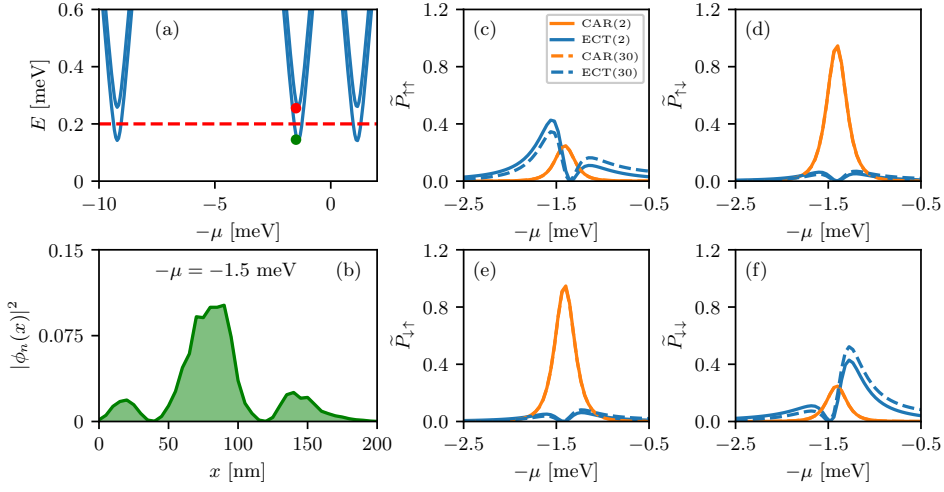 (a)
E [meV]
0.6
0.4
0.2
0
−10
−5
0
−μ [meV]
(c)
P̃↑↑
1.2
0.8
0.4
0.0
CAR(2)
ECT(2)
CAR(30)
ECT(30)
−2.5
−1.5
−0.5
−μ [meV]
(d)
P̃↑↓
1.2
0.8
0.4
0.0
−2.5
−1.5
−0.5
−μ [meV]
−μ = −1.5 meV
(b)
|ϕₙ(x)|²
0.15
0.075
0
0
50
100
150
200
x [nm]
(e)
P̃↓↑
1.2
0.8
0.4
0.0
−2.5
−1.5
−0.5
−μ [meV]
(f)
P̃↓↓
1.2
0.8
0.4
0.0
−2.5
−1.5
−0.5
−μ [meV]